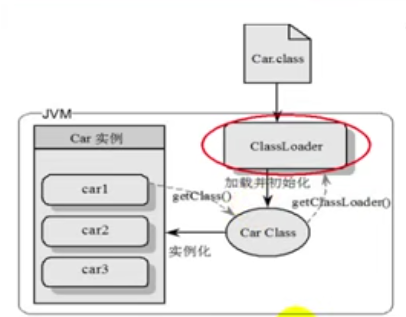 Car.class
JVM
Car 实例
ClassLoader
加载并初始化
car1
getClass()
getClassLoader()
car2
Car Class
实例化
car3